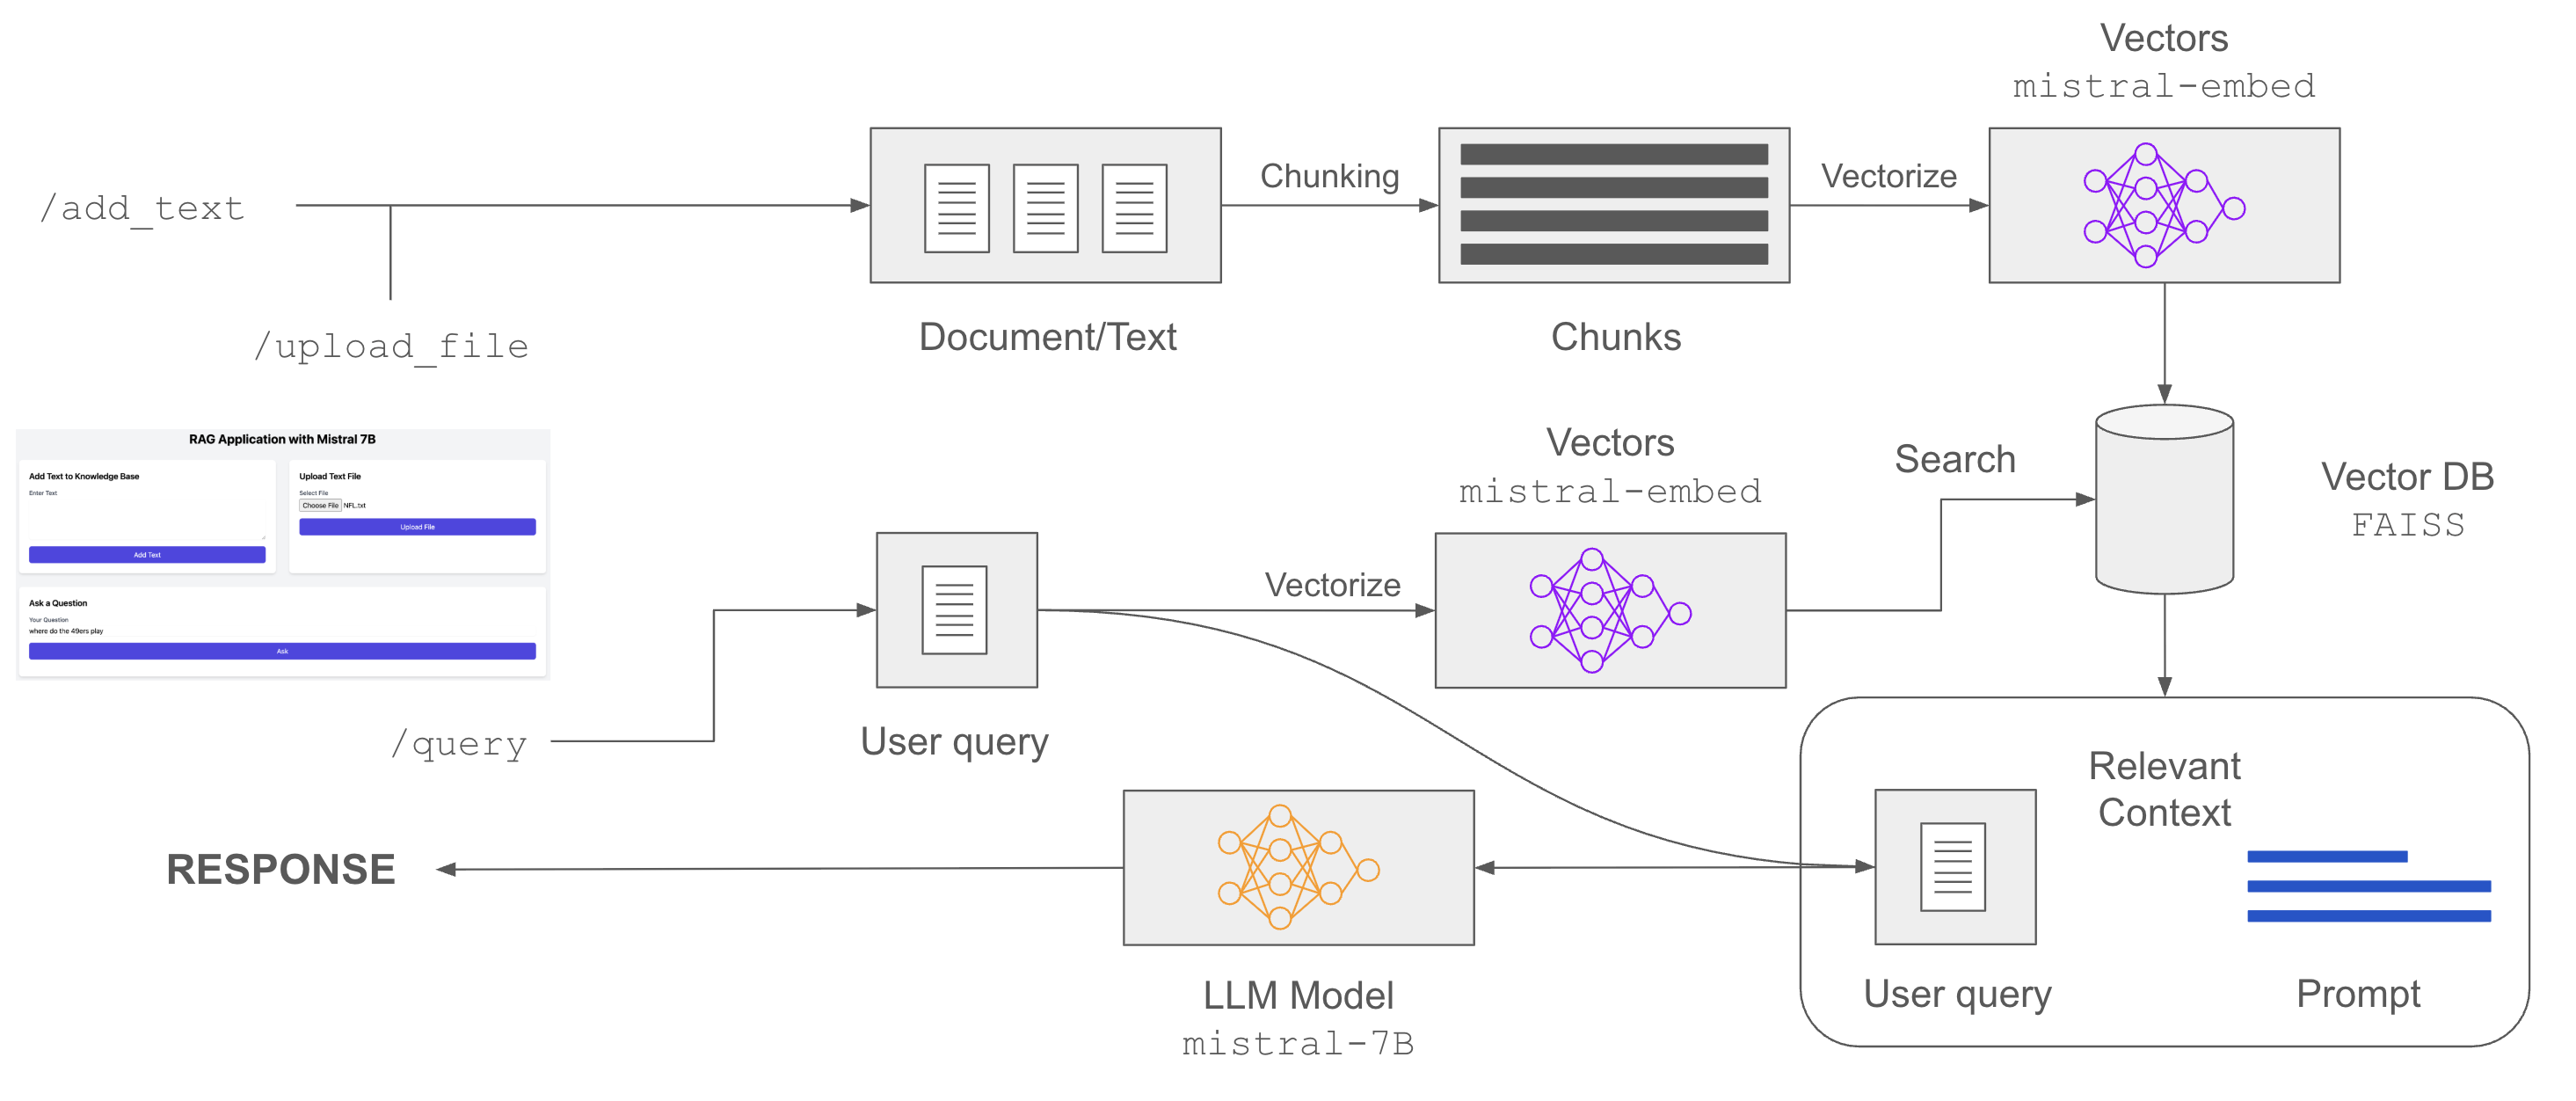 Vectors
mistral-embed
/add_text
Chunking
Vectorize
/upload_file
Document/Text
Chunks
RAG Application with Mistral 7B
Add Text to Knowledge Base
Enter Text
Add Text
Upload Text File
Select File
Choose File NFL.txt
Upload File
Ask a Question
Your Question
where do the 49ers play
Ask
Vectors
mistral-embed
Search
Vector DB
FAISS
Vectorize
/query
User query
Relevant
Context
RESPONSE
LLM Model
mistral-7B
User query
Prompt